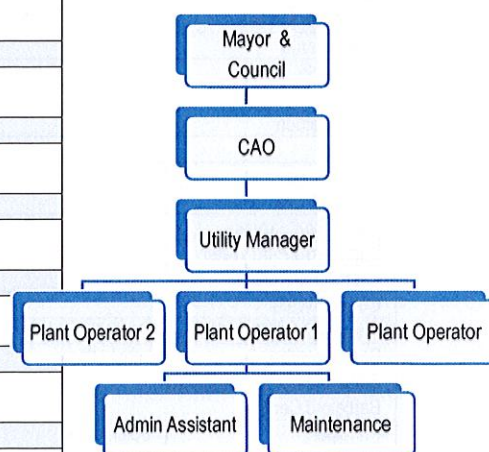 Mayor &
Council
CAO
Utility Manager
Plant Operator 2
Plant Operator 1
Plant Operator
Admin Assistant
Maintenance